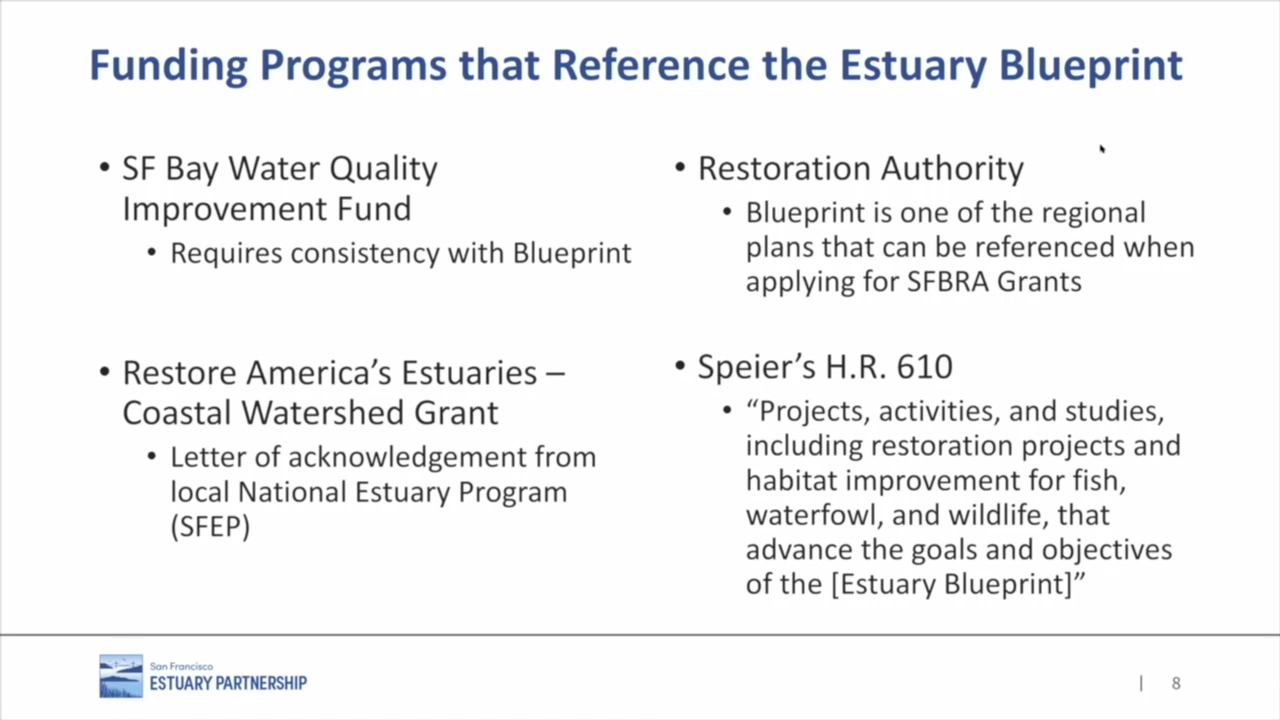 Funding Programs that Reference the Estuary Blueprint
• SF Bay Water Quality
Improvement Fund
• Requires consistency with Blueprint
• Restore America’s Estuaries –
Coastal Watershed Grant
• Letter of acknowledgement from
local National Estuary Program
(SFEP)
• Restoration Authority
• Blueprint is one of the regional
plans that can be referenced when
applying for SFBRA Grants
• Speier’s H.R. 610
• “Projects, activities, and studies,
including restoration projects and
habitat improvement for fish,
waterfowl, and wildlife, that
advance the goals and objectives
of the [Estuary Blueprint]”
San Francisco
ESTUARY PARTNERSHIP
| 8